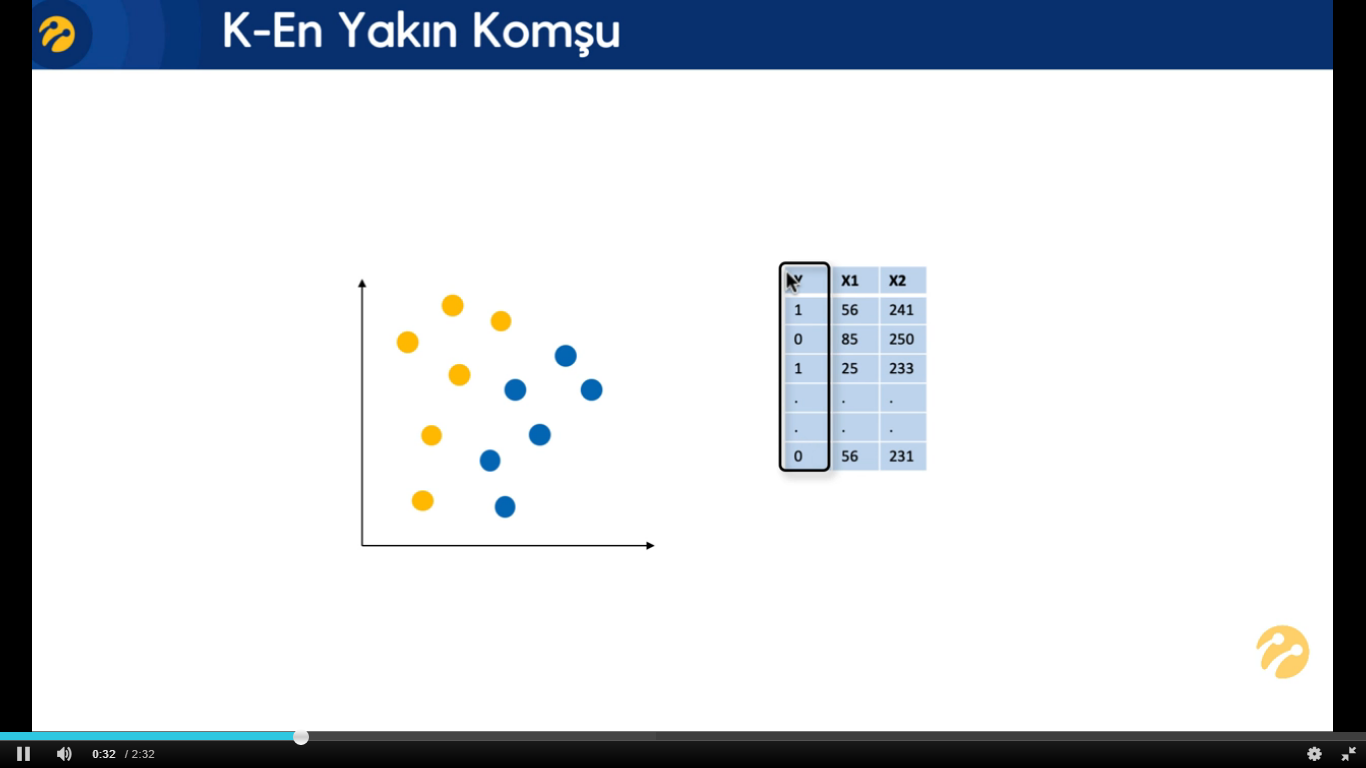 K-En Yakın Komşu
Y X1 X2
1 56 241
0 85 250
1 25 233
. . .
. . .
0 56 231
0:32 / 2:32